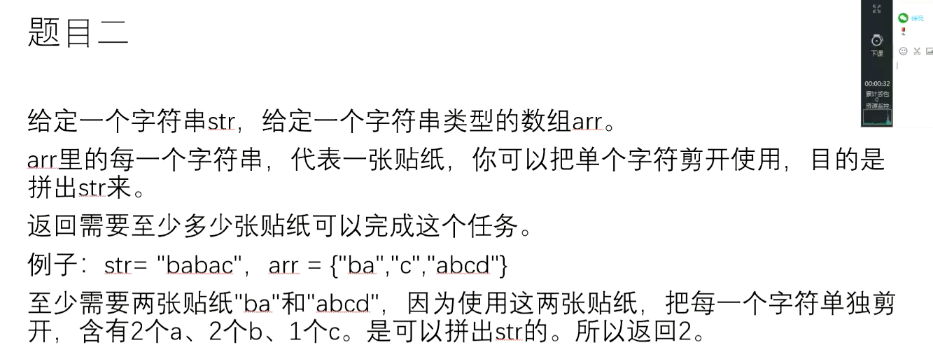 题目二
给定一个字符串str，给定一个字符串类型的数组arr。
arr里的每一个字符串，代表一张贴纸，你可以把单个字符剪开使用，目的是
拼出str来。
返回需要至少多少张贴纸可以完成这个任务。
例子：str= "babac"，arr = {"ba","c","abcd"}
至少需要两张贴纸"ba"和"abcd"，因为使用这两张贴纸，把每一个字符单独剪
开，含有2个a、2个b、1个c。是可以拼出str的。所以返回2。
下课
00:00:32